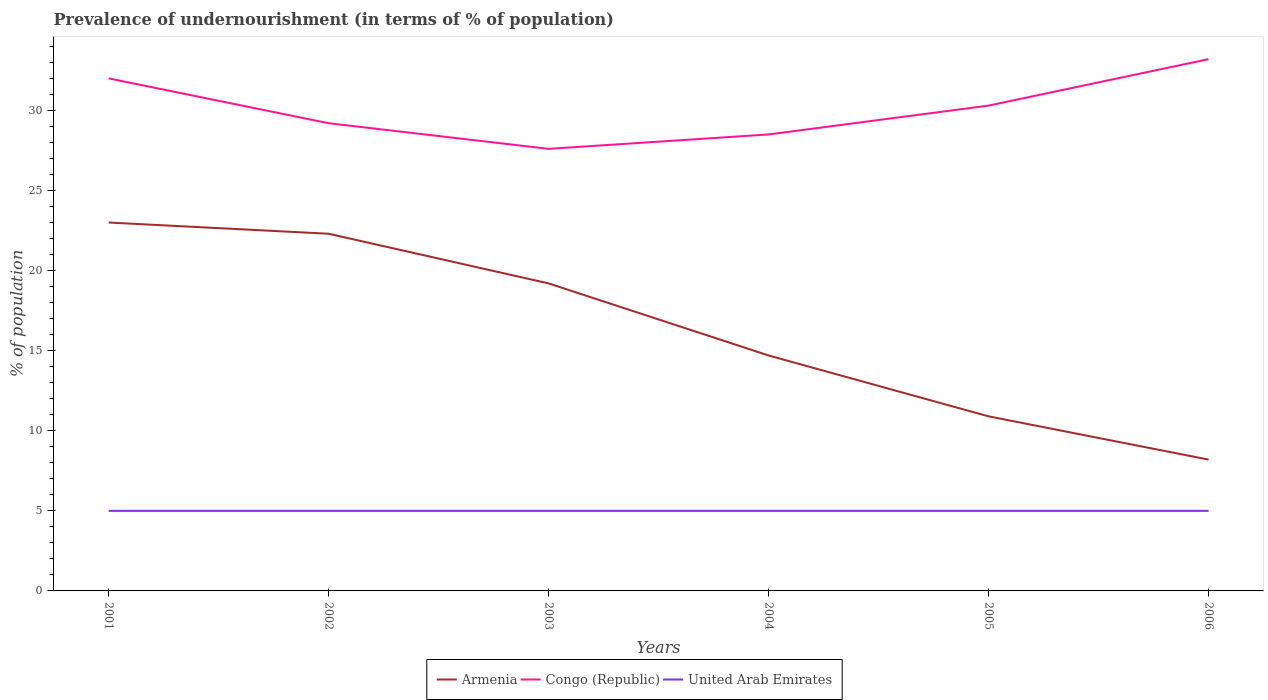 Prevalence of undernourishment (in terms of % of population)
% of population
30
25
20
15
10
5
0
2001
2002
2003
2004
2005
2006
Years
Armenia
Congo (Republic)
United Arab Emirates